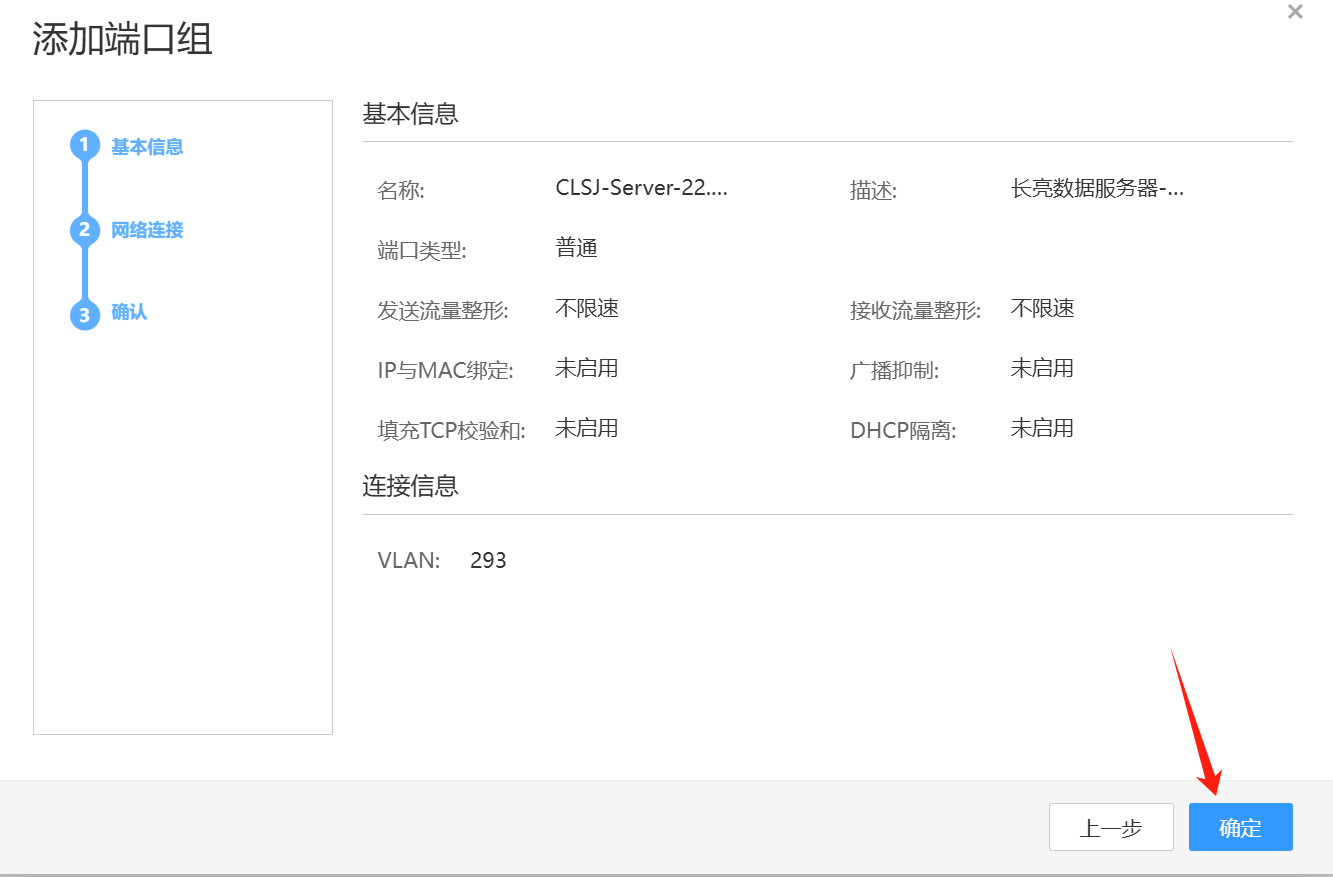 添加端口组
1 基本信息
2 网络连接
3 确认
基本信息
名称: CLSJ-Server-22.... 描述: 长亮数据服务器-...
端口类型: 普通
发送流量整形: 不限速 接收流量整形: 不限速
IP与MAC绑定: 未启用 广播抑制: 未启用
填充TCP校验和: 未启用 DHCP隔离: 未启用
连接信息
VLAN: 293
上一步 确定